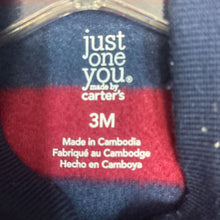 just
one
you®
made by
carter's
3M
Made in Cambodia
Fabriqué au Cambodge
Hecho en Camboya